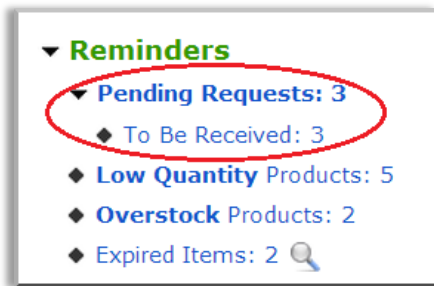 Reminders
Pending Requests: 3
To Be Received: 3
Low Quantity Products: 5
Overstock Products: 2
Expired Items: 2